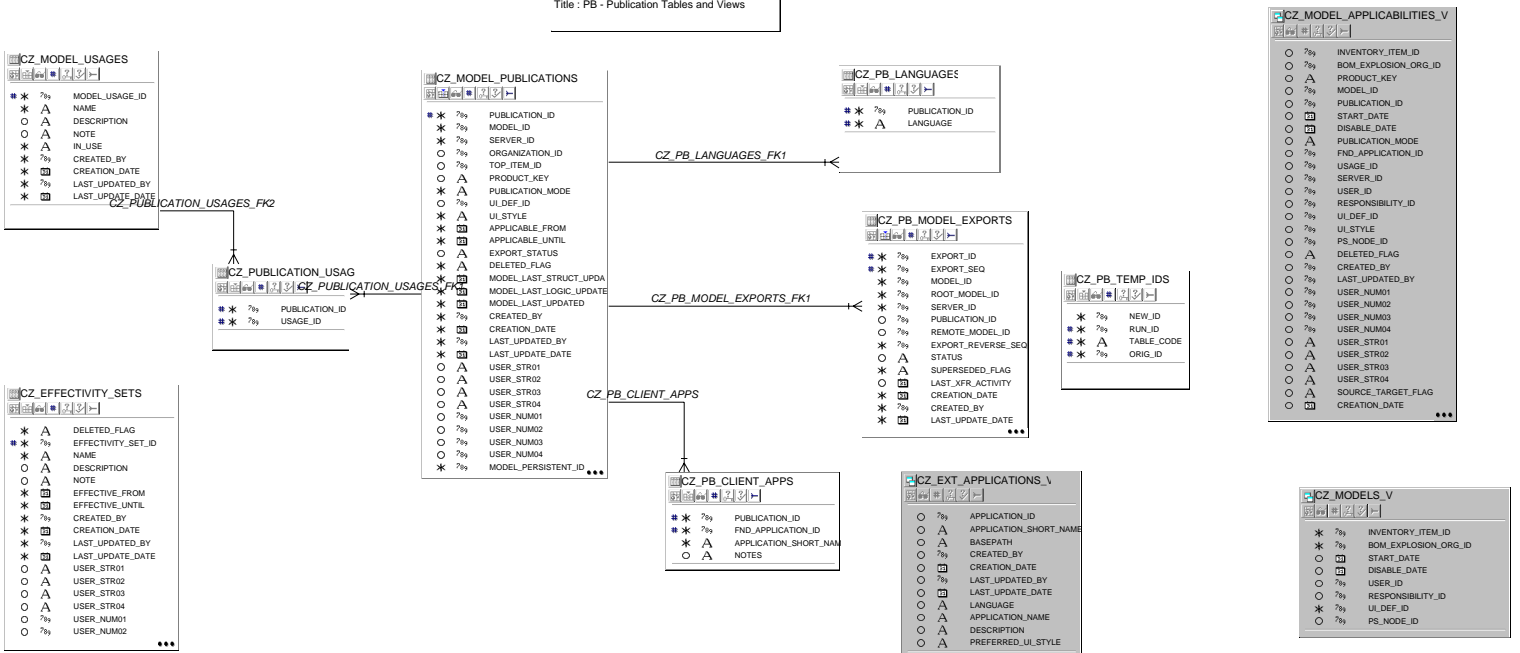 Title : PB - Publication Tables and Views
CZ_MODEL_USAGES
MODEL_USAGE_ID
NAME
DESCRIPTION
NOTE
IN_USE
CREATED_BY
CREATION_DATE
LAST_UPDATED_BY
LAST_UPDATE_DATE
CZ_PUBLICATION_USAGES_FK2
CZ_PUBLICATION_USAG
PUBLICATION_ID
USAGE_ID
CZ_PUBLICATION_USAGES_FK1
CZ_EFFECTIVITY_SETS
DELETED_FLAG
EFFECTIVITY_SET_ID
NAME
DESCRIPTION
NOTE
EFFECTIVE_FROM
EFFECTIVE_UNTIL
CREATED_BY
CREATION_DATE
LAST_UPDATED_BY
LAST_UPDATE_DATE
USER_STR01
USER_STR02
USER_STR03
USER_STR04
USER_NUM01
USER_NUM02
CZ_MODEL_PUBLICATIONS
PUBLICATION_ID
MODEL_ID
SERVER_ID
ORGANIZATION_ID
TOP_ITEM_ID
PRODUCT_KEY
PUBLICATION_MODE
UI_DEF_ID
UI_STYLE
APPLICABLE_FROM
APPLICABLE_UNTIL
EXPORT_STATUS
DELETED_FLAG
MODEL_LAST_STRUCT_UPDA
MODEL_LAST_LOGIC_UPDATE
MODEL_LAST_UPDATED
CREATED_BY
CREATION_DATE
LAST_UPDATED_BY
LAST_UPDATE_DATE
USER_STR01
USER_STR02
USER_STR03
USER_STR04
USER_NUM01
USER_NUM02
USER_NUM03
USER_NUM04
MODEL_PERSISTENT_ID
CZ_PB_LANGUAGES_FK1
CZ_PB_MODEL_EXPORTS_FK1
CZ_PB_CLIENT_APPS
CZ_PB_LANGUAGES
PUBLICATION_ID
LANGUAGE
CZ_PB_MODEL_EXPORTS
EXPORT_ID
EXPORT_SEQ
MODEL_ID
ROOT_MODEL_ID
SERVER_ID
PUBLICATION_ID
REMOTE_MODEL_ID
EXPORT_REVERSE_SEQ
STATUS
SUPERSEDED_FLAG
LAST_XFR_ACTIVITY
CREATION_DATE
CREATED_BY
LAST_UPDATE_DATE
CZ_PB_CLIENT_APPS
PUBLICATION_ID
FND_APPLICATION_ID
APPLICATION_SHORT_NAM
NOTES
CZ_PB_TEMP_IDS
NEW_ID
RUN_ID
TABLE_CODE
ORIG_ID
CZ_EXT_APPLICATIONS_V
APPLICATION_ID
APPLICATION_SHORT_NAME
BASEPATH
CREATED_BY
CREATION_DATE
LAST_UPDATED_BY
LAST_UPDATE_DATE
LANGUAGE
APPLICATION_NAME
DESCRIPTION
PREFERRED_UI_STYLE
CZ_MODEL_APPLICABILITIES_V
INVENTORY_ITEM_ID
BOM_EXPLOSION_ORG_ID
PRODUCT_KEY
MODEL_ID
PUBLICATION_ID
START_DATE
DISABLE_DATE
PUBLICATION_MODE
FND_APPLICATION_ID
USAGE_ID
SERVER_ID
USER_ID
RESPONSIBILITY_ID
UI_DEF_ID
UI_STYLE
PS_NODE_ID
DELETED_FLAG
CREATED_BY
LAST_UPDATED_BY
USER_NUM01
USER_NUM02
USER_NUM03
USER_NUM04
USER_STR01
USER_STR02
USER_STR03
USER_STR04
SOURCE_TARGET_FLAG
CREATION_DATE
CZ_MODELS_V
INVENTORY_ITEM_ID
BOM_EXPLOSION_ORG_ID
START_DATE
DISABLE_DATE
USER_ID
RESPONSIBILITY_ID
UI_DEF_ID
PS_NODE_ID